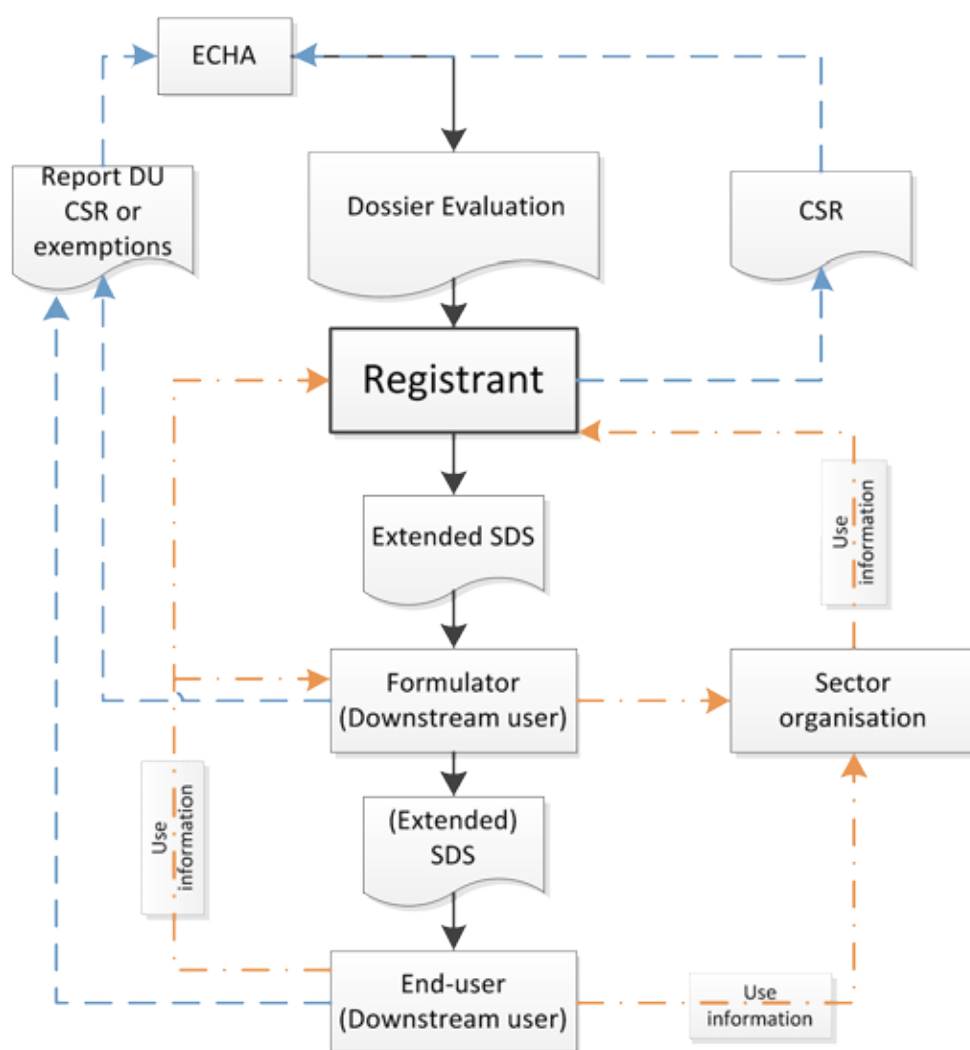 ECHA
Report DU
CSR or
exemptions
Dossier Evaluation
CSR
Registrant
Extended SDS
Use
information
Formulator
(Downstream user)
Sector
organisation
Use
information
(Extended)
SDS
End-user
(Downstream user)
Use
information